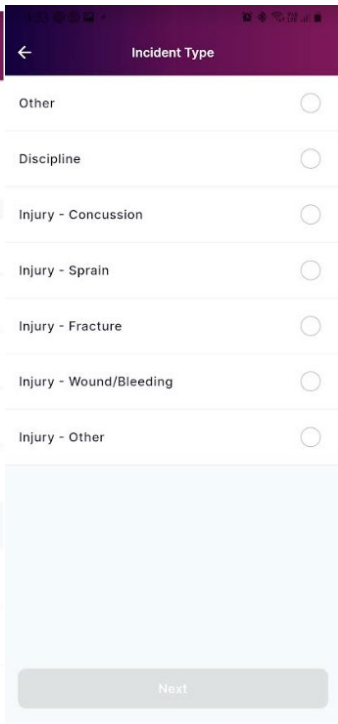 Incident Type
Other
Discipline
Injury - Concussion
Injury - Sprain
Injury - Fracture
Injury - Wound/Bleeding
Injury - Other
Next